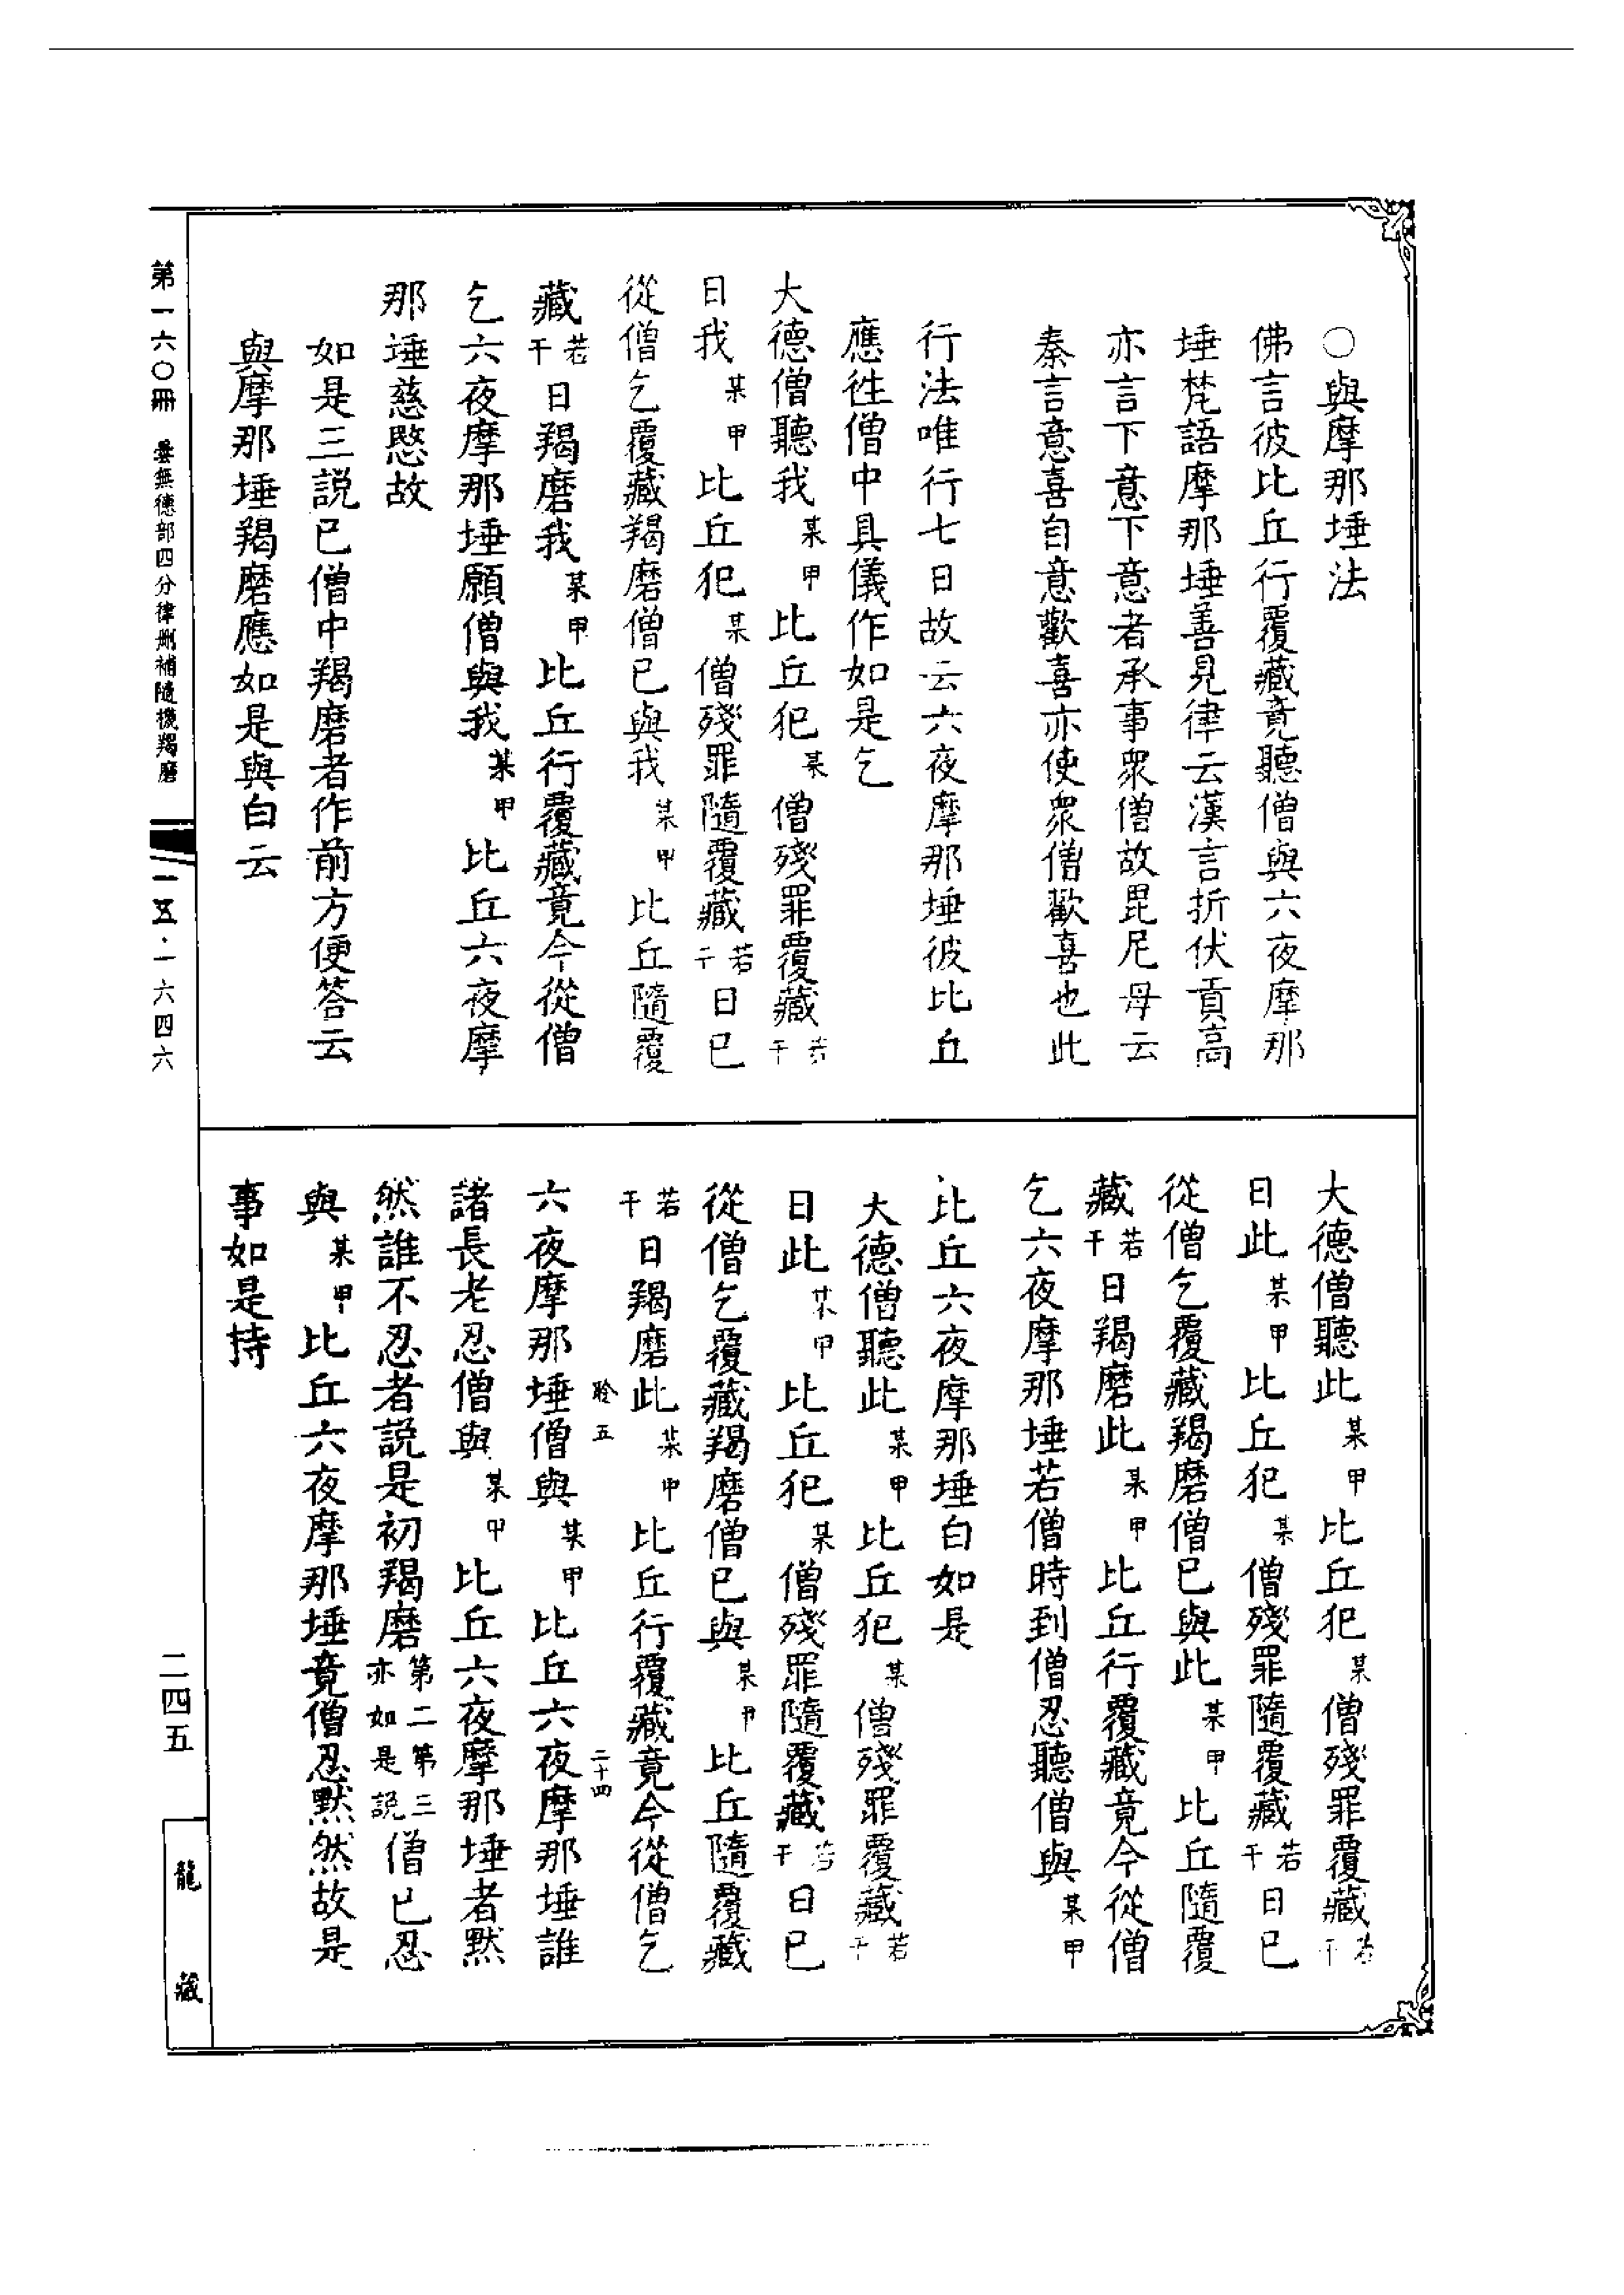 ○與摩那埵法
佛言彼比丘行覆藏竟聽僧與六夜摩那
埵梵語摩那埵善見律云漢言折伏貢高
亦言下意下意者承事眾僧故毘尼母云
秦言意喜自意歡喜亦使眾僧歡喜也此
行法唯行七日故云六夜摩那埵彼比丘
應徃僧中具儀作如是乞
大德僧聽我某甲比丘犯某僧殘罪覆藏若干
日我某甲比丘犯某僧殘罪隨覆藏若干日已
從僧乞覆藏羯磨僧已與我某甲比丘隨覆
藏若干日羯磨我某甲比丘行覆藏竟今從僧
乞六夜摩那埵願僧與我某甲比丘六夜摩
那埵慈愍故
如是三説已僧中羯磨者作前方便答云
與摩那埵羯磨應如是與白云
大德僧聽此某甲比丘犯某僧殘罪覆藏若干
日此某甲比丘犯某僧殘罪隨覆藏若干日已
從僧乞覆藏羯磨僧已與此某甲比丘隨覆
藏若干日羯磨此某甲比丘行覆藏竟今從僧
乞六夜摩那埵若僧時到僧忍聽僧與某甲
比丘六夜摩那埵白如是
大德僧聽此某甲比丘犯某僧殘罪覆藏若干
日此某甲比丘犯某僧殘罪隨覆藏若干日已
從僧乞覆藏羯磨僧已與某甲比丘隨覆藏
若干日羯磨此某甲比丘行覆藏竟今從僧乞
聆五 二十四
六夜摩那埵僧與某甲比丘六夜摩那埵誰
諸長老忍僧與某甲比丘六夜摩那埵者默
然誰不忍者説是初羯磨第二第三亦如是説僧已忍
與某甲比丘六夜摩那埵竟僧忍默然故是
事如是持
第一六〇冊 曇無德部四分律刪補隨機羯磨
一五·一六四六
二四五
龍藏